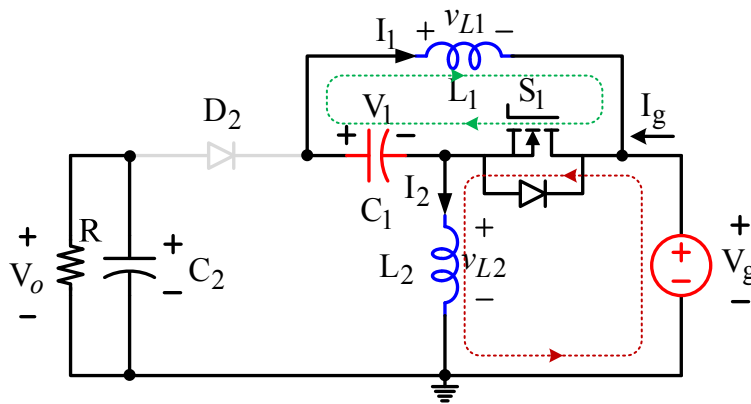 I1
+ vL1 −
L1
S1
D2
+ V1 −
Ig
I2
C1
+
R
Vo
−
+
C2
−
L2
+
vL2
−
+
−
+
Vg
−